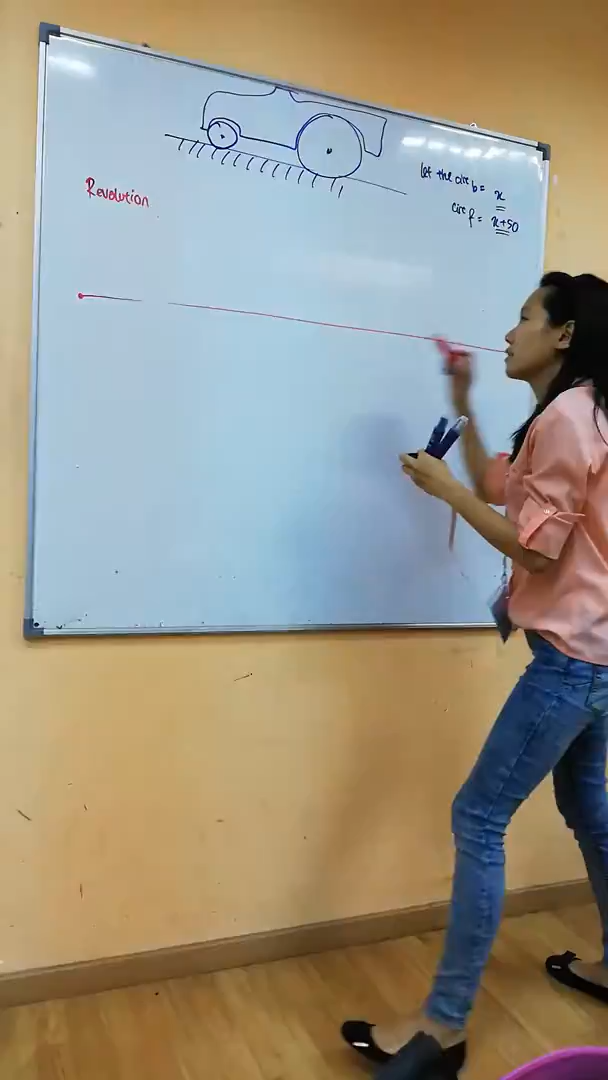 Let the circ b = x
circ f = x+50
Revolution